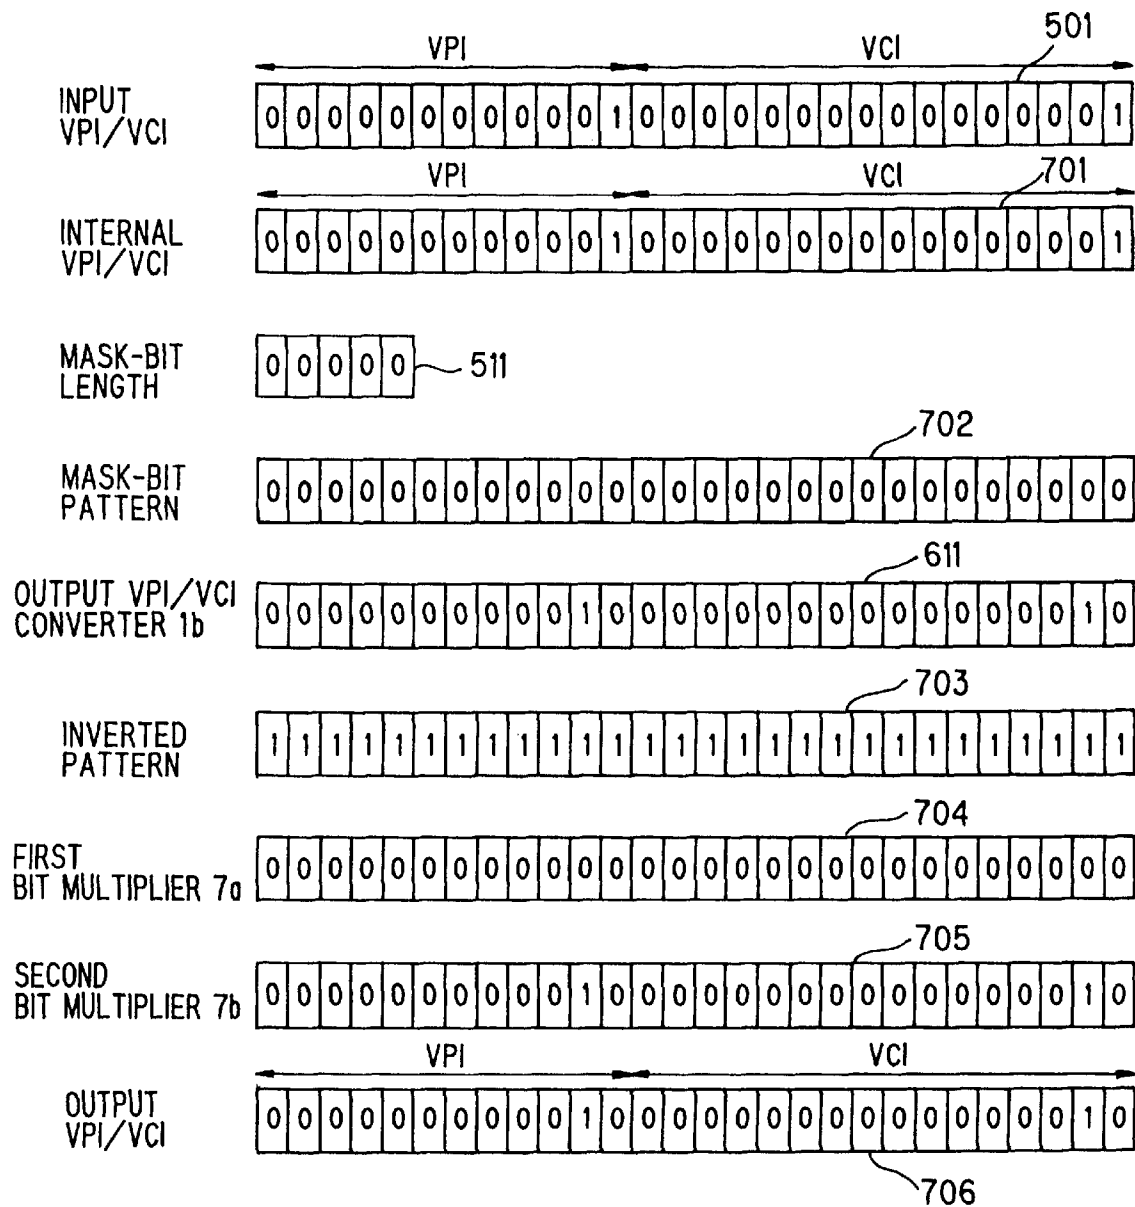 VPI VCI 501
INPUT
VPI/VCI
0 0 0 0 0 0 0 0 0 0 0 1 0 0 0 0 0 0 0 0 0 0 0 0 0 0 0 1
VPI VCI 701
INTERNAL
VPI/VCI
0 0 0 0 0 0 0 0 0 0 0 1 0 0 0 0 0 0 0 0 0 0 0 0 0 0 0 1
MASK-BIT
LENGTH
0 0 0 0 0 511
702
MASK-BIT
PATTERN
0 0 0 0 0 0 0 0 0 0 0 0 0 0 0 0 0 0 0 0 0 0 0 0 0 0 0 0
611
OUTPUT VPI/VCI
CONVERTER 1b
0 0 0 0 0 0 0 0 0 0 1 0 0 0 0 0 0 0 0 0 0 0 0 0 0 0 1 0
703
INVERTED
PATTERN
1 1 1 1 1 1 1 1 1 1 1 1 1 1 1 1 1 1 1 1 1 1 1 1 1 1 1 1
704
FIRST
BIT MULTIPLIER 7a
0 0 0 0 0 0 0 0 0 0 0 0 0 0 0 0 0 0 0 0 0 0 0 0 0 0 0 0
705
SECOND
BIT MULTIPLIER 7b
0 0 0 0 0 0 0 0 0 0 1 0 0 0 0 0 0 0 0 0 0 0 0 0 0 0 1 0
VPI VCI
OUTPUT
VPI/VCI
0 0 0 0 0 0 0 0 0 0 1 0 0 0 0 0 0 0 0 0 0 0 0 0 0 0 1 0
706